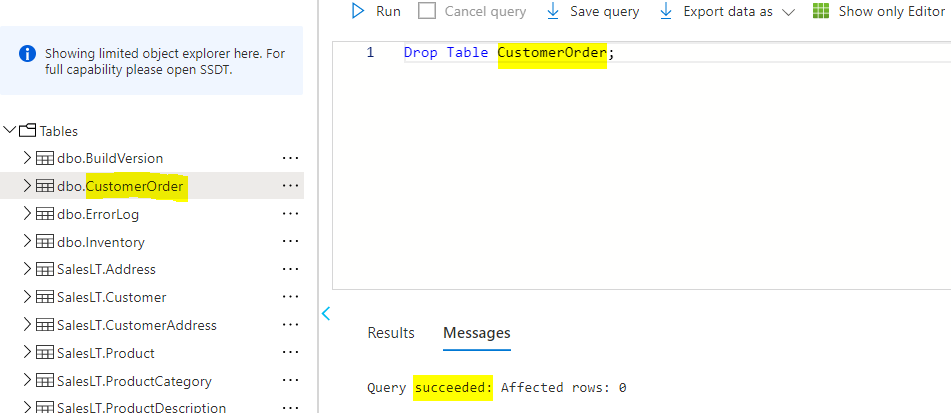 Run Cancel query Save query Export data as Show only Editor
Showing limited object explorer here. For
full capability please open SSDT.
Tables
dbo.BuildVersion ...
dbo.CustomerOrder ...
dbo.ErrorLog ...
dbo.Inventory ...
SalesLT.Address ...
SalesLT.Customer ...
SalesLT.CustomerAddress ...
SalesLT.Product ...
SalesLT.ProductCategory ...
SalesLT.ProductDescription ...
1 Drop Table CustomerOrder;
Results Messages
Query succeeded: Affected rows: 0